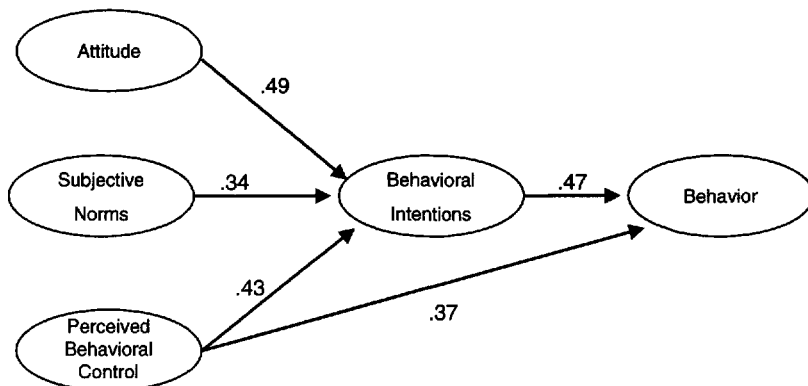 Attitude
.49
Subjective
Norms
.34
Behavioral
Intentions
.47
Behavior
.43
.37
Perceived
Behavioral
Control